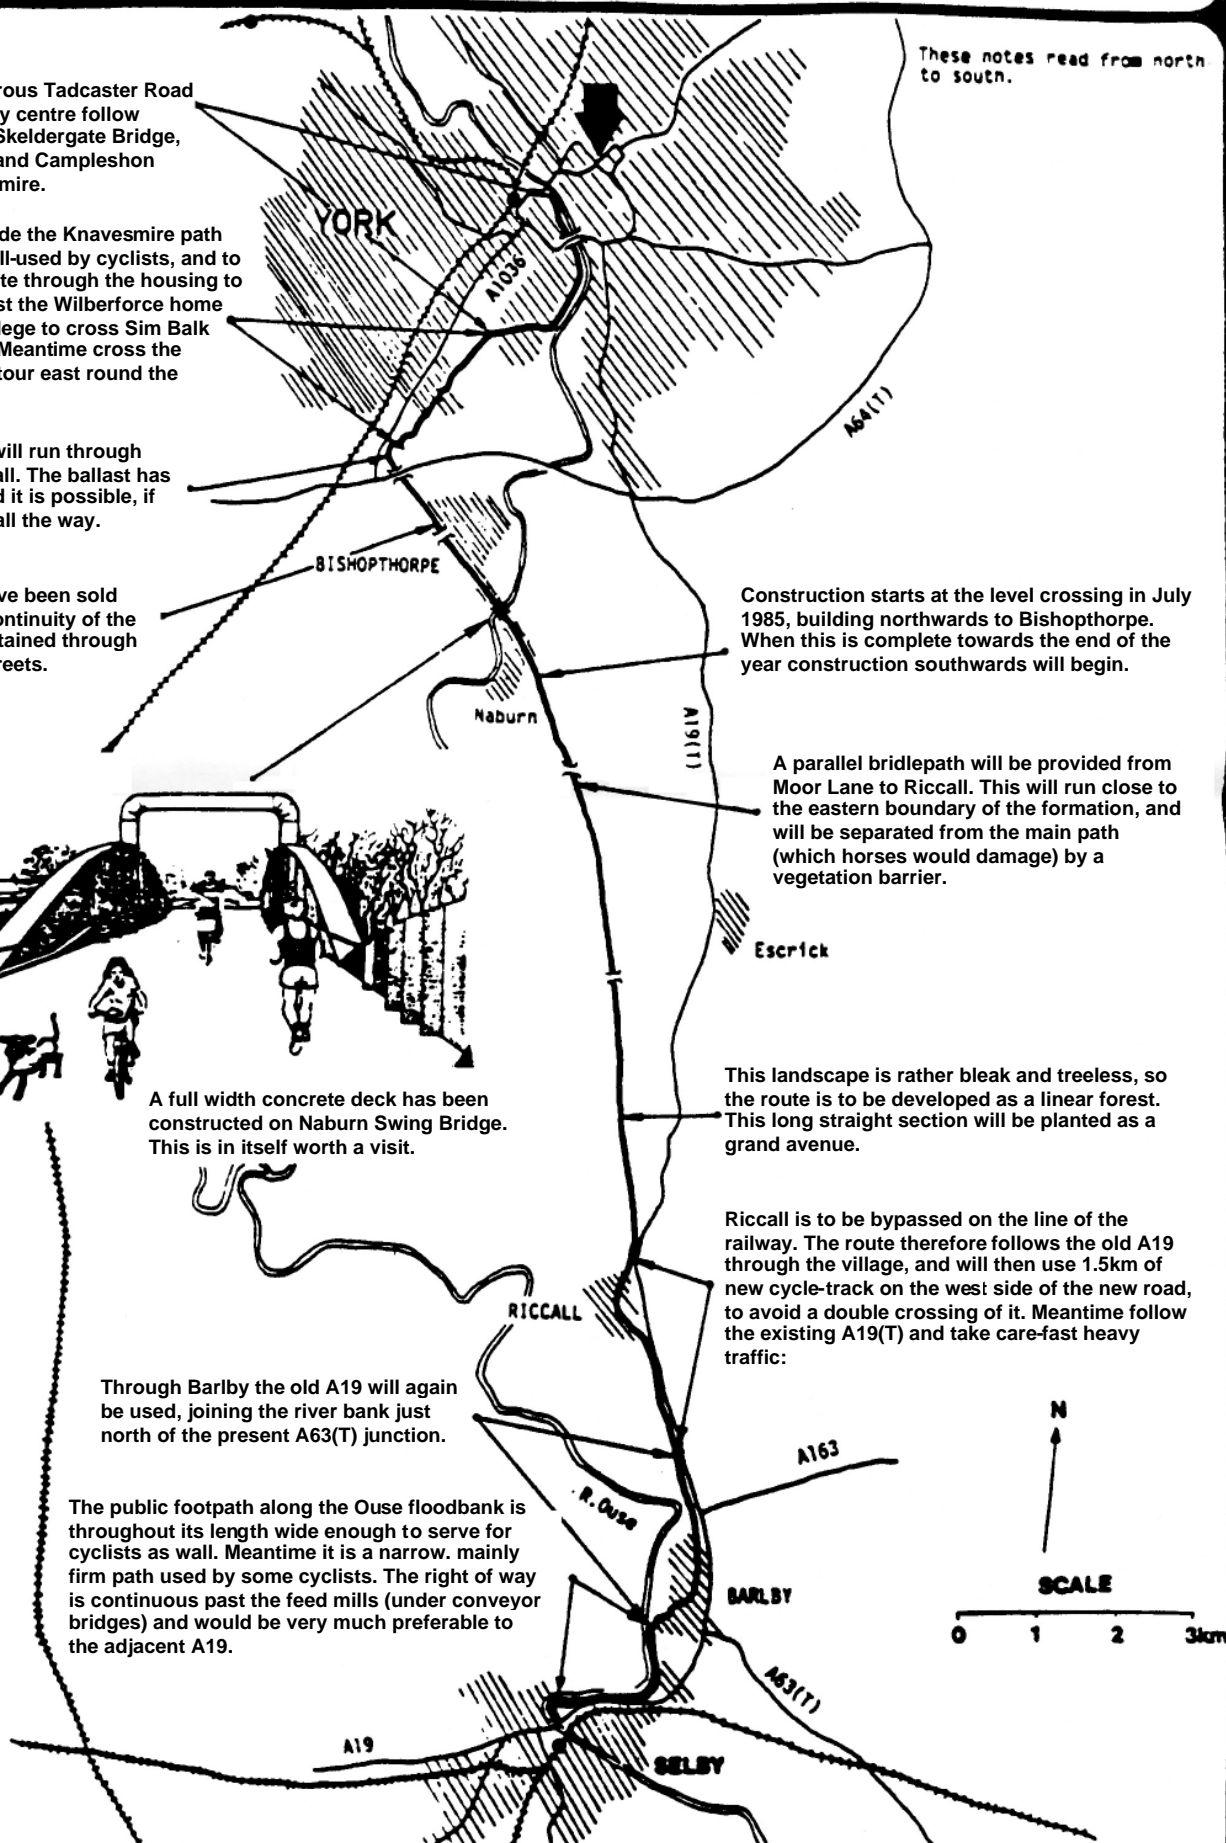 These notes read from north
to south.
rous Tadcaster Road
y centre follow
Skeldergate Bridge,
and Campleshon
mire.
YORK
A1036
de the Knavesmire path
ll-used by cyclists, and to
te through the housing to
st the Wilberforce home
lege to cross Sim Balk
Meantime cross the
tour east round the
A64(T)
will run through
all. The ballast has
d it is possible, if
all the way.
BISHOPTHORPE
ve been sold
ontinuity of the
tained through
reets.
Construction starts at the level crossing in July
1985, building northwards to Bishopthorpe.
When this is complete towards the end of the
year construction southwards will begin.
Naburn
A19(T)
A parallel bridlepath will be provided from
Moor Lane to Riccall. This will run close to
the eastern boundary of the formation, and
will be separated from the main path
(which horses would damage) by a
vegetation barrier.
Escrick
A full width concrete deck has been
constructed on Naburn Swing Bridge.
This is in itself worth a visit.
This landscape is rather bleak and treeless, so
the route is to be developed as a linear forest.
This long straight section will be planted as a
grand avenue.
Riccall is to be bypassed on the line of the
railway. The route therefore follows the old A19
through the village, and will then use 1.5km of
new cycle-track on the west side of the new road,
to avoid a double crossing of it. Meantime follow
the existing A19(T) and take care-fast heavy
traffic:
RICCALL
Through Barlby the old A19 will again
be used, joining the river bank just
north of the present A63(T) junction.
A163
R.Ouse
The public footpath along the Ouse floodbank is
throughout its length wide enough to serve for
cyclists as wall. Meantime it is a narrow. mainly
firm path used by some cyclists. The right of way
is continuous past the feed mills (under conveyor
bridges) and would be very much preferable to
the adjacent A19.
BARLBY
N
SCALE
0 1 2 3km
A63(T)
A19
SELBY